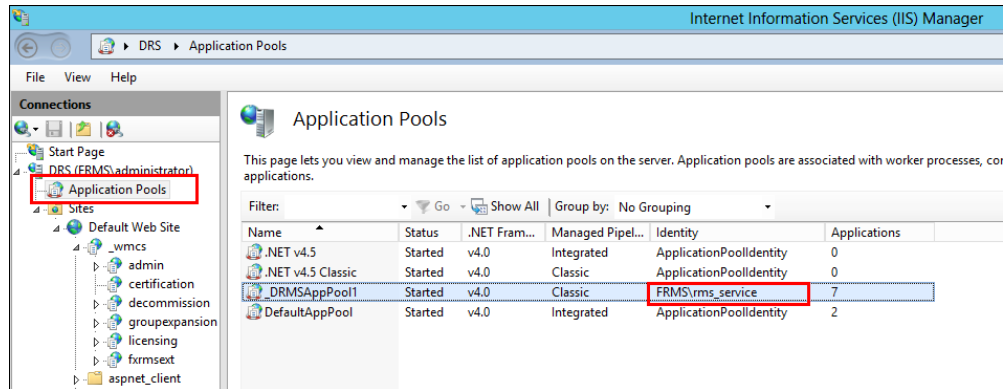 Internet Information Services (IIS) Manager
DRS Application Pools
File View Help
Connections
Start Page
DRS (FRMS\administrator)
Application Pools
Sites
Default Web Site
_wmcs
admin
certification
decommission
groupexpansion
licensing
fxrmsext
aspnet_client
Application Pools
This page lets you view and manage the list of application pools on the server. Application pools are associated with worker processes, con
applications.
Filter: Go Show All Group by: No Grouping
Name Status .NET Fram... Managed Pipel... Identity Applications
.NET v4.5 Started v4.0 Integrated ApplicationPoolIdentity 0
.NET v4.5 Classic Started v4.0 Classic ApplicationPoolIdentity 0
_DRMSAppPool1 Started v4.0 Classic FRMS\rms_service 7
DefaultAppPool Started v4.0 Integrated ApplicationPoolIdentity 2